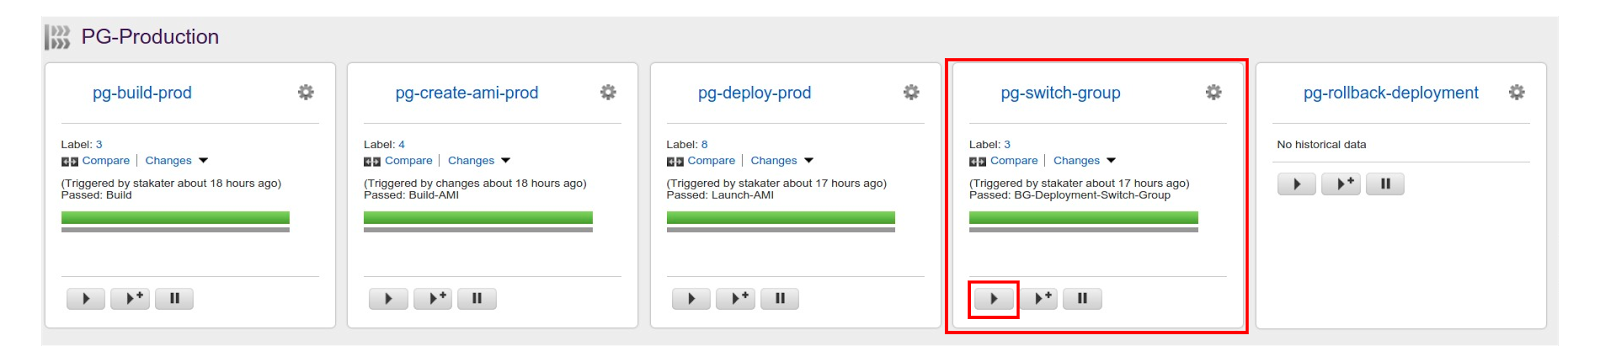 PG-Production
pg-build-prod
Label: 3
Compare | Changes
(Triggered by stakater about 18 hours ago)
Passed: Build
pg-create-ami-prod
Label: 4
Compare | Changes
(Triggered by changes about 18 hours ago)
Passed: Build-AMI
pg-deploy-prod
Label: 8
Compare | Changes
(Triggered by stakater about 17 hours ago)
Passed: Launch-AMI
pg-switch-group
Label: 3
Compare | Changes
(Triggered by stakater about 17 hours ago)
Passed: BG-Deployment-Switch-Group
pg-rollback-deployment
No historical data